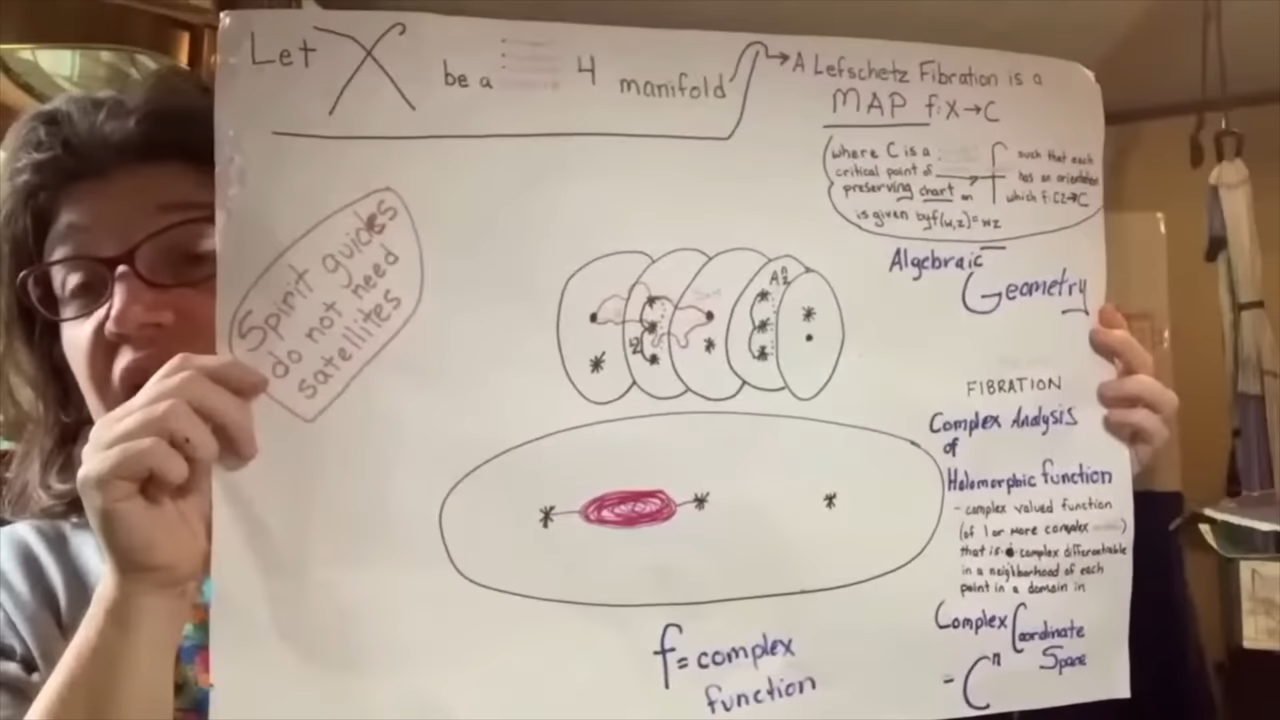 Let X be a 4 manifold
A Lefschetz Fibration is a
MAP f: X→C
where C is a
critical point of
preserving chart on
such that each
has an orientation
which f: C2→C
is given by f(w,z)=wz
Algebraic
Geometry
Spirit guides
do not need
satellites
A2
FIBRATION
Complex Analysis
of
Holomorphic function
- complex valued function
(of 1 or more complex )
that is complex differentiable
in a neighborhood of each
point in a domain in
Complex Coordinate
Space
- Cⁿ
f = complex
function